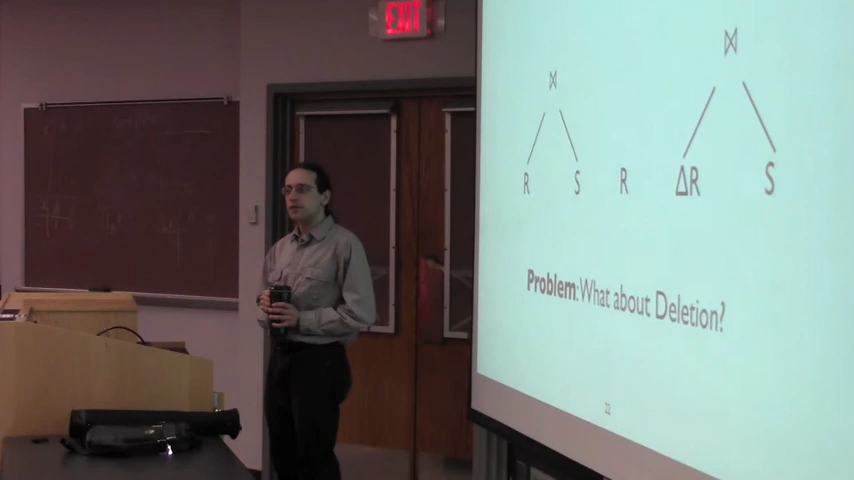 EXIT
⋈ ⋈
R S R ΔR S
Problem: What about Deletion?
22